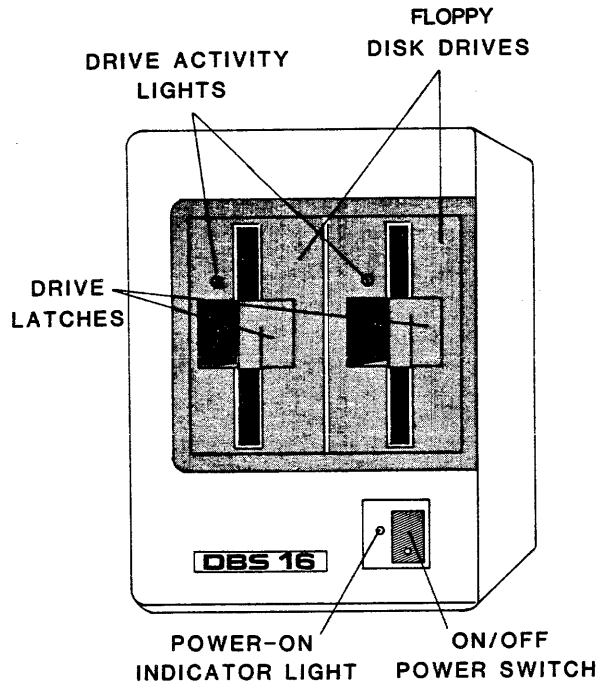 FLOPPY
DISK DRIVES
DRIVE ACTIVITY
LIGHTS
DRIVE
LATCHES
DBS 16
POWER-ON
INDICATOR LIGHT
ON/OFF
POWER SWITCH